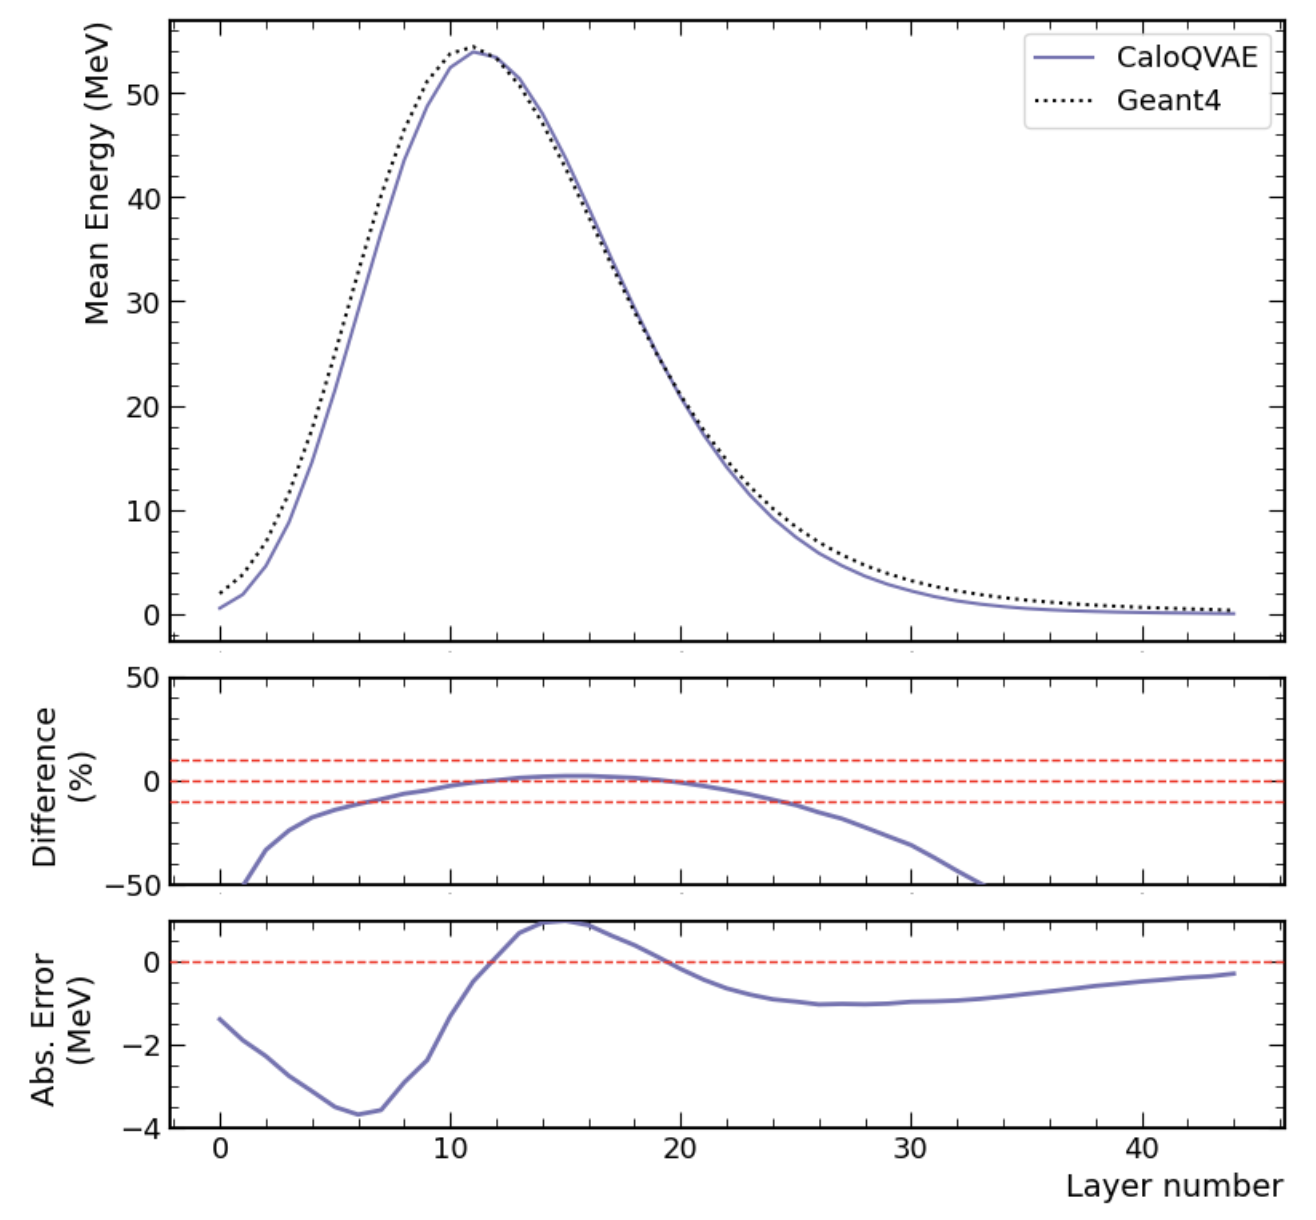 Mean Energy (MeV)
50
40
30
20
10
0
CaloQVAE
Geant4
Difference
(%)
50
0
−50
Abs. Error
(MeV)
0
−2
−4
0 10 20 30 40
Layer number